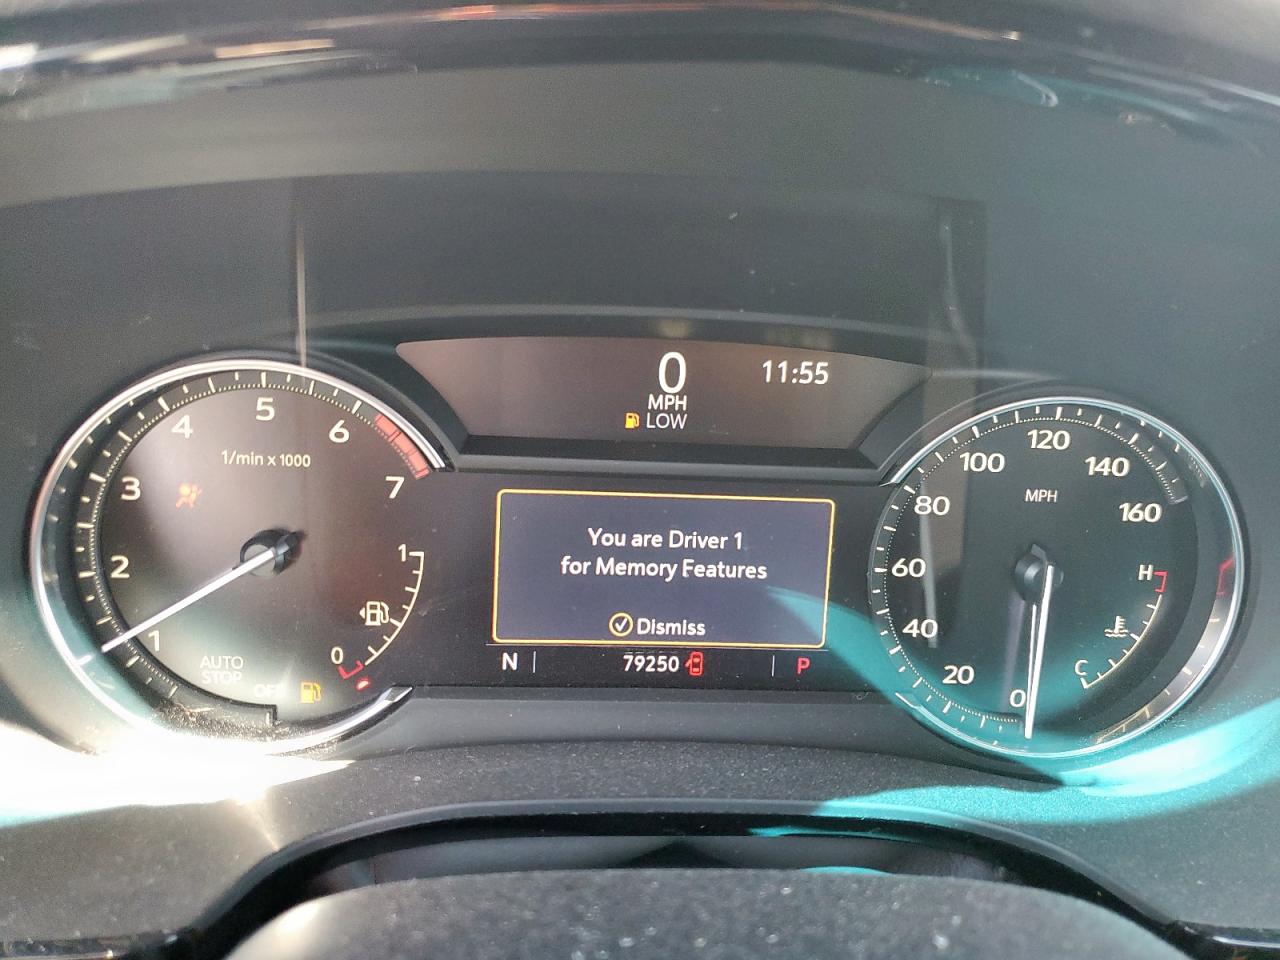 0
MPH
LOW
11:55
1
2
3
4
5
6
7
1/min x 1000
1
0
AUTO
STOP
OFF
You are Driver 1
for Memory Features
Dismiss
N
79250
P
0
20
40
60
80
100
120
140
160
MPH
H
C